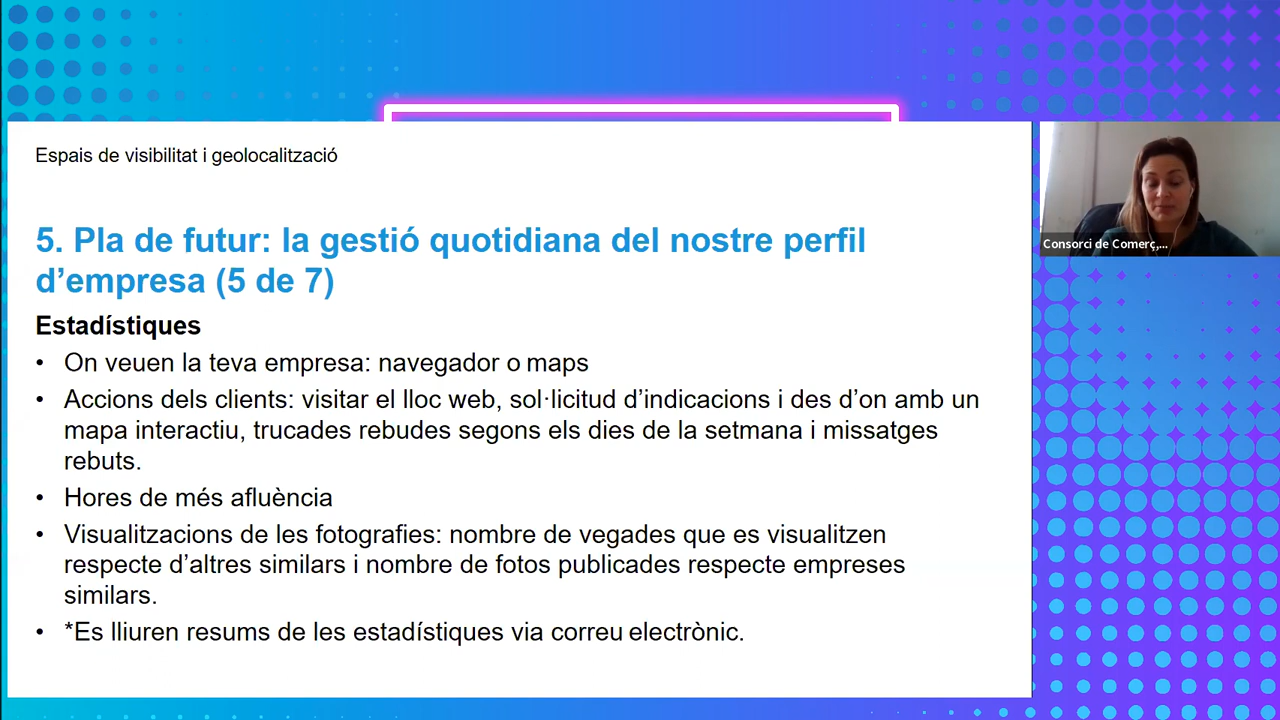 Espais de visibilitat i geolocalització
5. Pla de futur: la gestió quotidiana del nostre perfil
d’empresa (5 de 7)
Estadístiques
• On veuen la teva empresa: navegador o maps
• Accions dels clients: visitar el lloc web, sol·licitud d’indicacions i des d’on amb un
mapa interactiu, trucades rebudes segons els dies de la setmana i missatges
rebuts.
• Hores de més afluència
• Visualitzacions de les fotografies: nombre de vegades que es visualitzen
respecte d’altres similars i nombre de fotos publicades respecte empreses
similars.
• *Es lliuren resums de les estadístiques via correu electrònic.
Consorci de Comerç,...